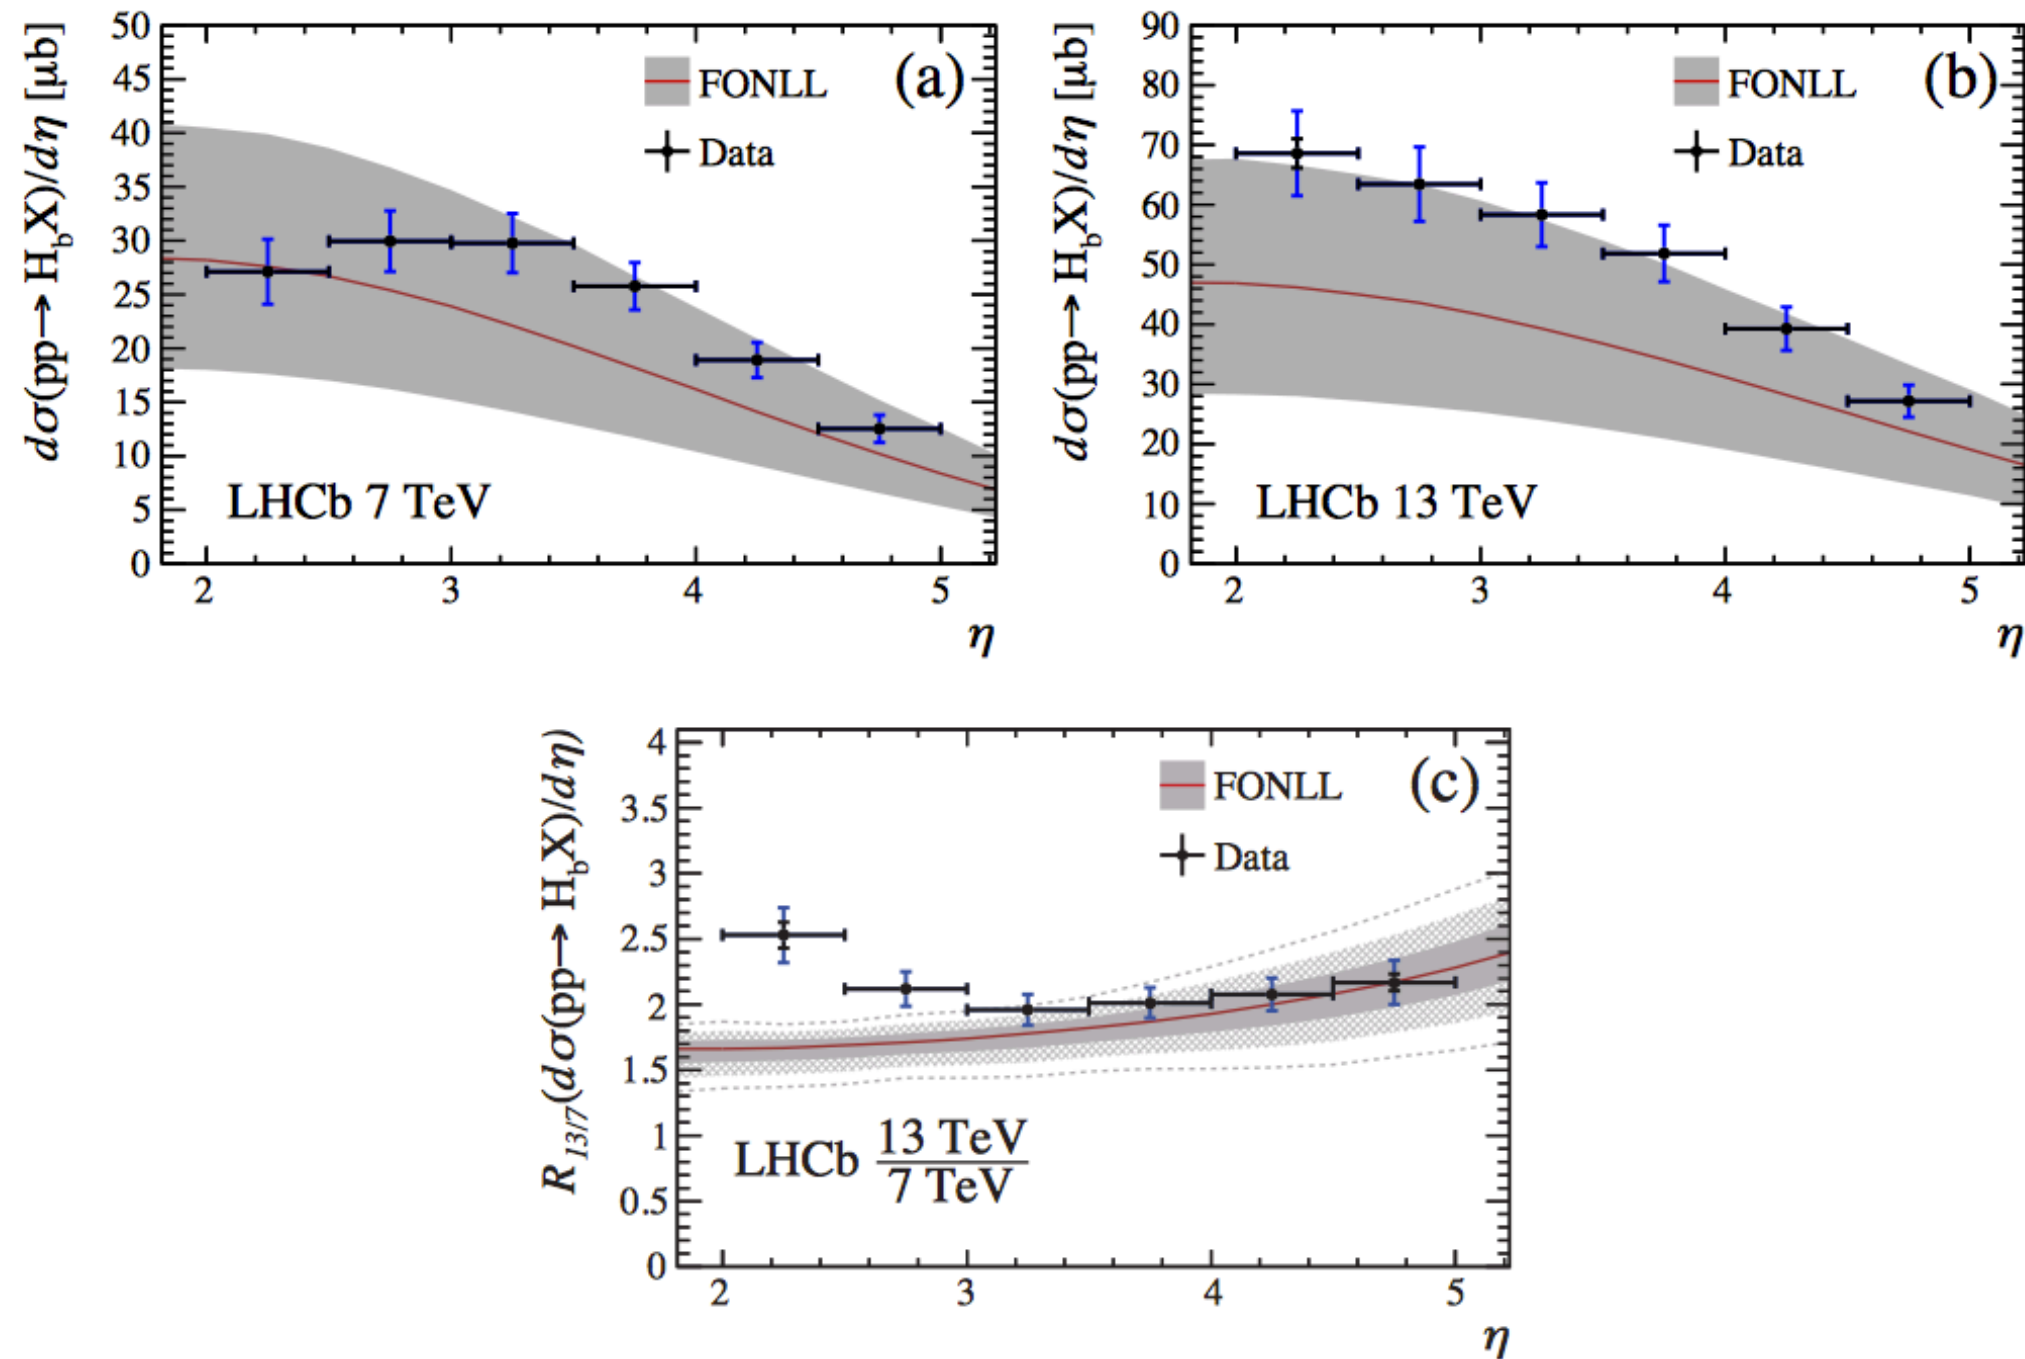 dσ(pp→ H_bX)/dη [μb]
50
45
40
35
30
25
20
15
10
5
0
FONLL
Data
(a)
LHCb 7 TeV
2 3 4 5
η
dσ(pp→ H_bX)/dη [μb]
90
80
70
60
50
40
30
20
10
0
FONLL
Data
(b)
LHCb 13 TeV
2 3 4 5
η
R_13/7(dσ(pp→ H_bX)/dη)
4
3.5
3
2.5
2
1.5
1
0.5
0
FONLL
Data
(c)
LHCb 13 TeV
7 TeV
2 3 4 5
η